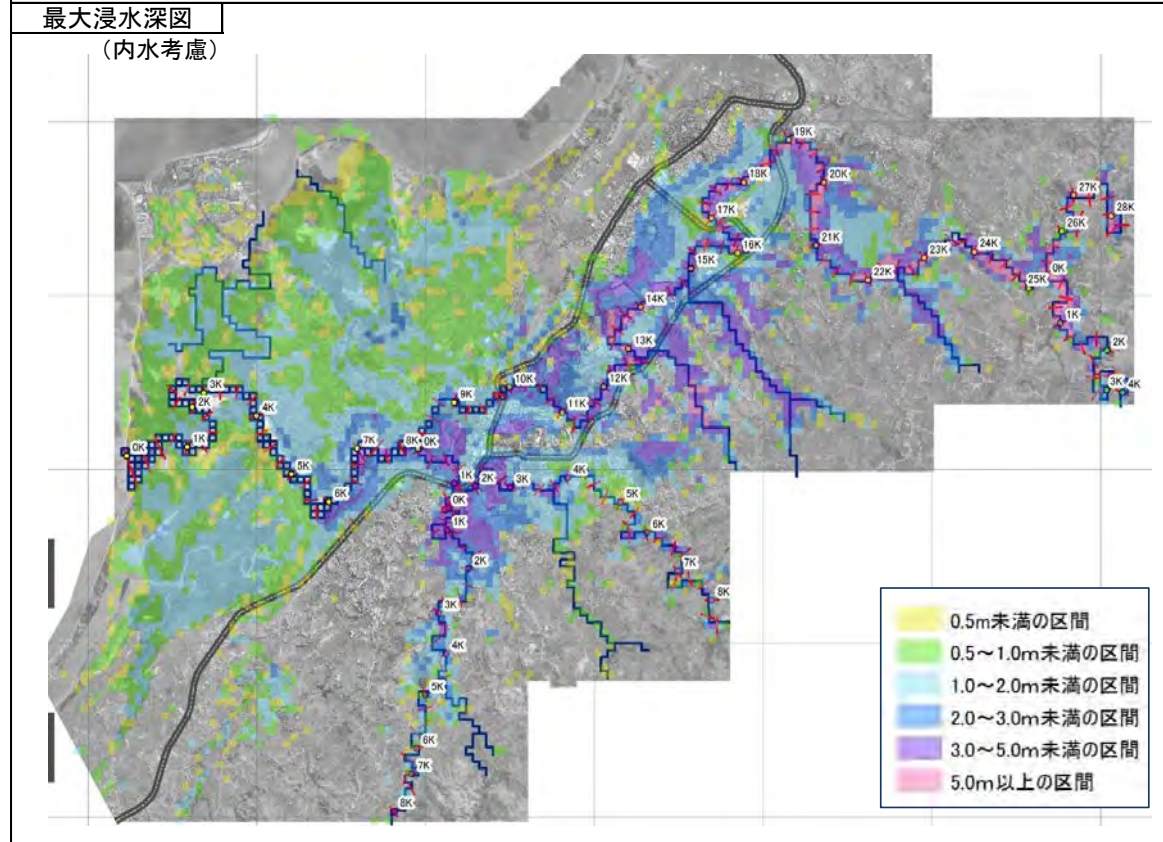 最大浸水深図
（内水考慮）
19K
18K
20K
27K
28K
17K
26K
16K
21K
23K
24K
15K
22K
25K
0K
14K
1K
13K
2K
12K
3K
4K
10K
11K
9K
3K
2K
4K
1K
0K
7K
8K
0K
5K
6K
1K
2K
3K
4K
5K
6K
7K
8K
0K
1K
2K
3K
4K
5K
6K
7K
8K
0.5m未満の区間
0.5～1.0m未満の区間
1.0～2.0m未満の区間
2.0～3.0m未満の区間
3.0～5.0m未満の区間
5.0m以上の区間